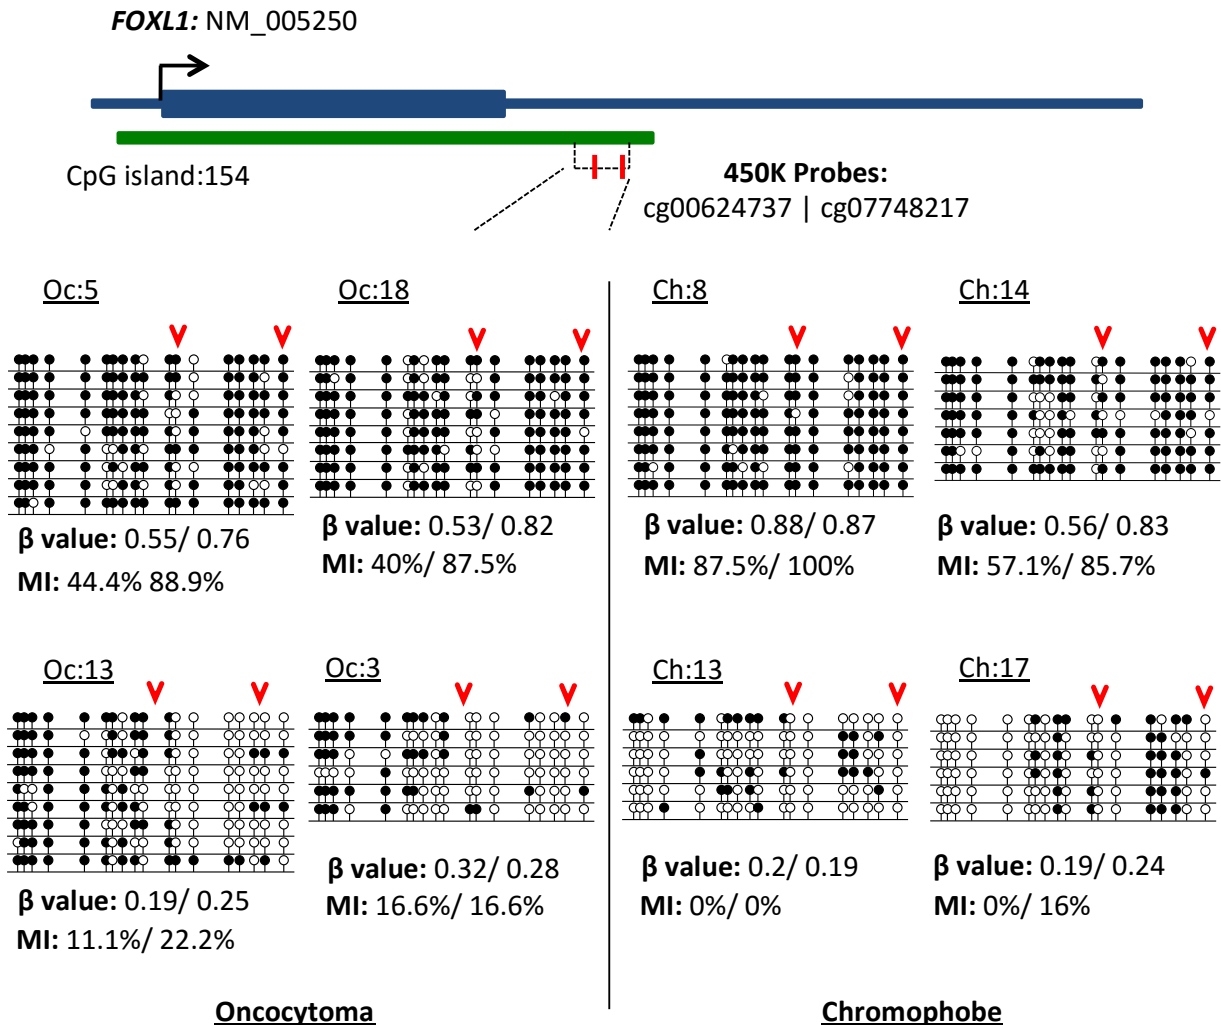 FOXL1: NM_005250
CpG island:154
450K Probes:
cg00624737 | cg07748217
Oc:5
Oc:18
Ch:8
Ch:14
β value: 0.55/ 0.76
MI: 44.4% 88.9%
β value: 0.53/ 0.82
MI: 40%/ 87.5%
β value: 0.88/ 0.87
MI: 87.5%/ 100%
β value: 0.56/ 0.83
MI: 57.1%/ 85.7%
Oc:13
Oc:3
Ch:13
Ch:17
β value: 0.19/ 0.25
MI: 11.1%/ 22.2%
β value: 0.32/ 0.28
MI: 16.6%/ 16.6%
β value: 0.2/ 0.19
MI: 0%/ 0%
β value: 0.19/ 0.24
MI: 0%/ 16%
Oncocytoma
Chromophobe